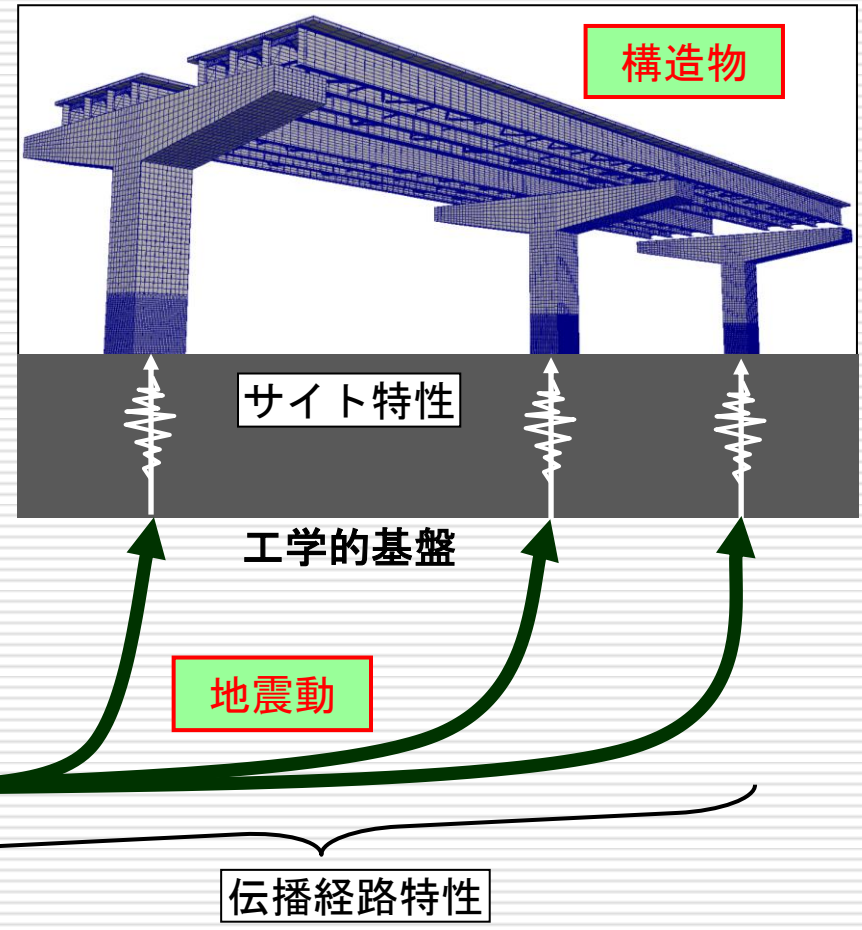 構造物
サイト特性
工学的基盤
地震動
伝播経路特性